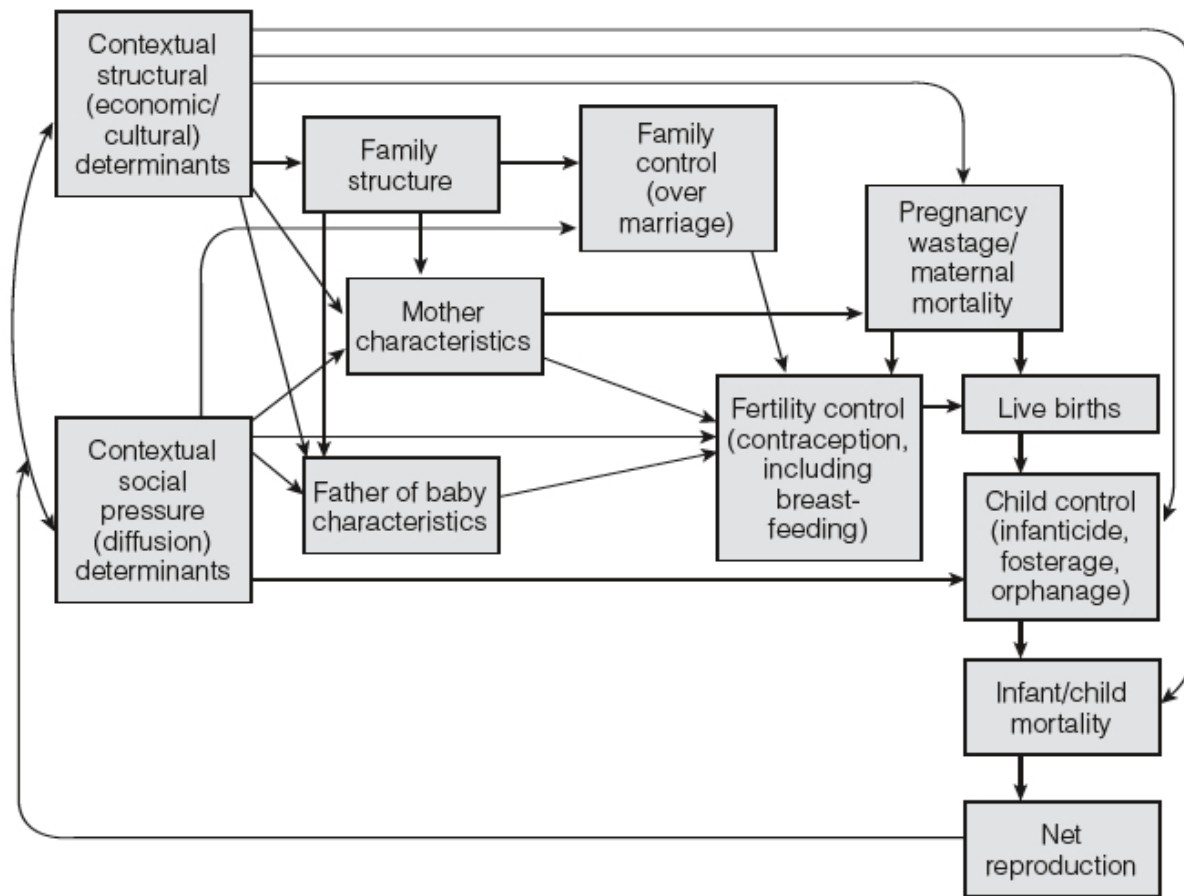 Contextual
structural
(economic/
cultural)
determinants
Family
structure
Family
control
(over
marriage)
Pregnancy
wastage/
maternal
mortality
Mother
characteristics
Fertility control
(contraception,
including
breast-
feeding)
Live births
Contextual
social
pressure
(diffusion)
determinants
Father of baby
characteristics
Child control
(infanticide,
fosterage,
orphanage)
Infant/child
mortality
Net
reproduction